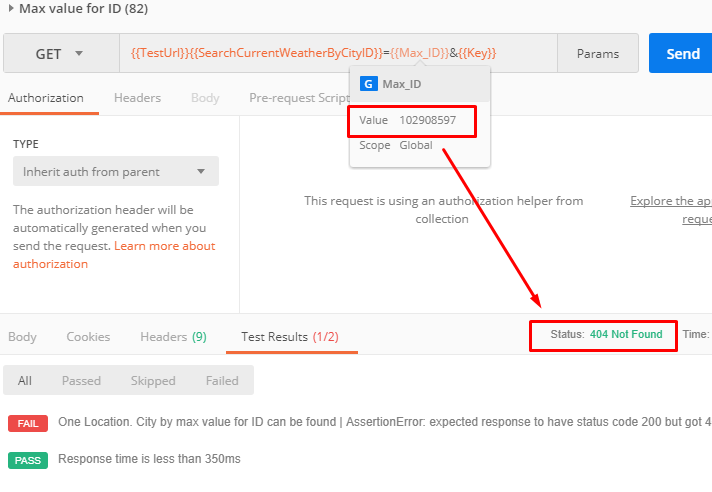 Max value for ID (82)
GET
{{TestUrl}}{{SearchCurrentWeatherByCityID}}={{Max_ID}}&{{Key}}
Params
Send
Authorization
Headers
Body
Pre-request Script
G
Max_ID
Value 102908597
Scope Global
TYPE
Inherit auth from parent
The authorization header will be
automatically generated when you
send the request. Learn more about
authorization
This request is using an authorization helper from
collection
Explore the ap
reque
Body
Cookies
Headers (9)
Test Results (1/2)
Status: 404 Not Found
Time:
All
Passed
Skipped
Failed
FAIL
One Location. City by max value for ID can be found | AssertionError: expected response to have status code 200 but got 4
PASS
Response time is less than 350ms